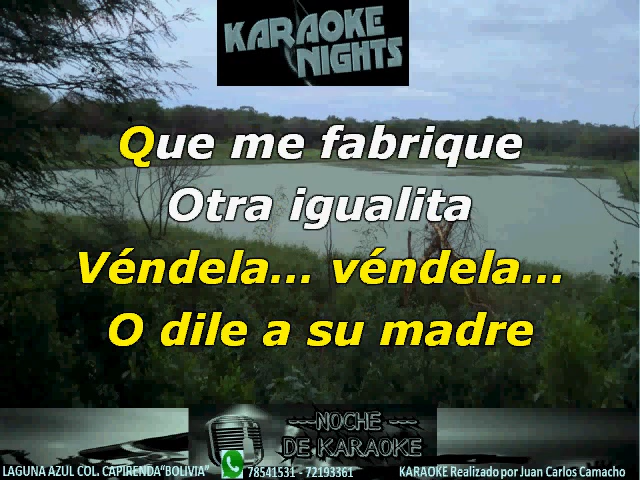 KARAOKE
NIGHTS
Que me fabrique
Otra igualita
Véndela... véndela...
O dile a su madre
---NOCHE---
DE KARAOKE
LAGUNA AZUL COL. CAPIRENDA"BOLIVIA" 78541531 - 72193361 KARAOKE Realizado por Juan Carlos Camacho